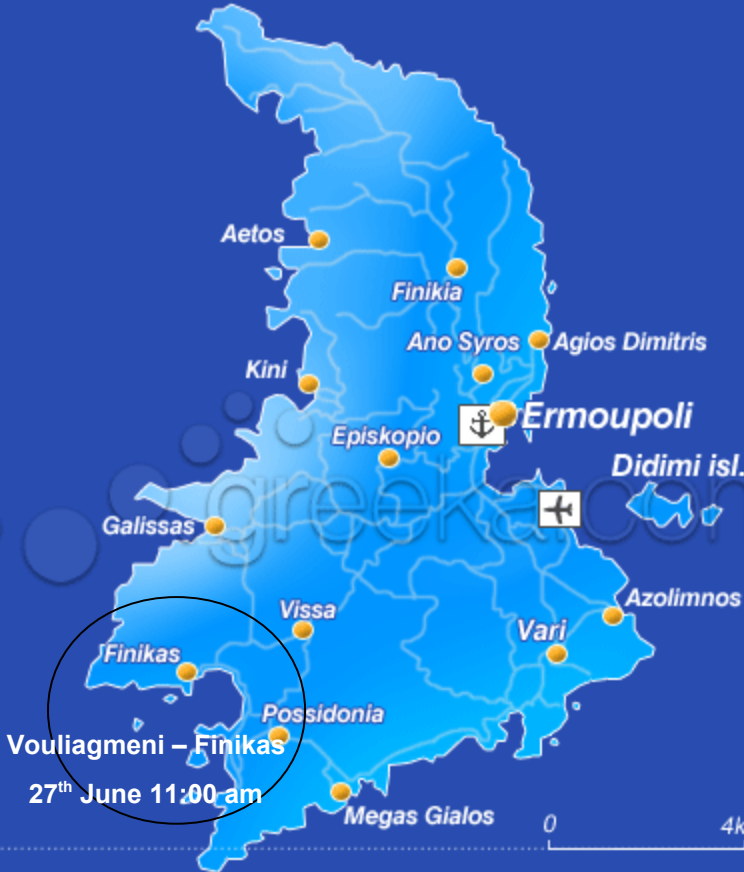 Aetos
Finikia
Ano Syros
Agios Dimitris
Kini
Ermoupoli
Episkopio
Didimi isl.
greeka.com
Galissas
Azolimnos
Vissa
Vari
Finikas
Possidonia
Vouliagmeni – Finikas
27th June 11:00 am
Megas Gialos
0 4k